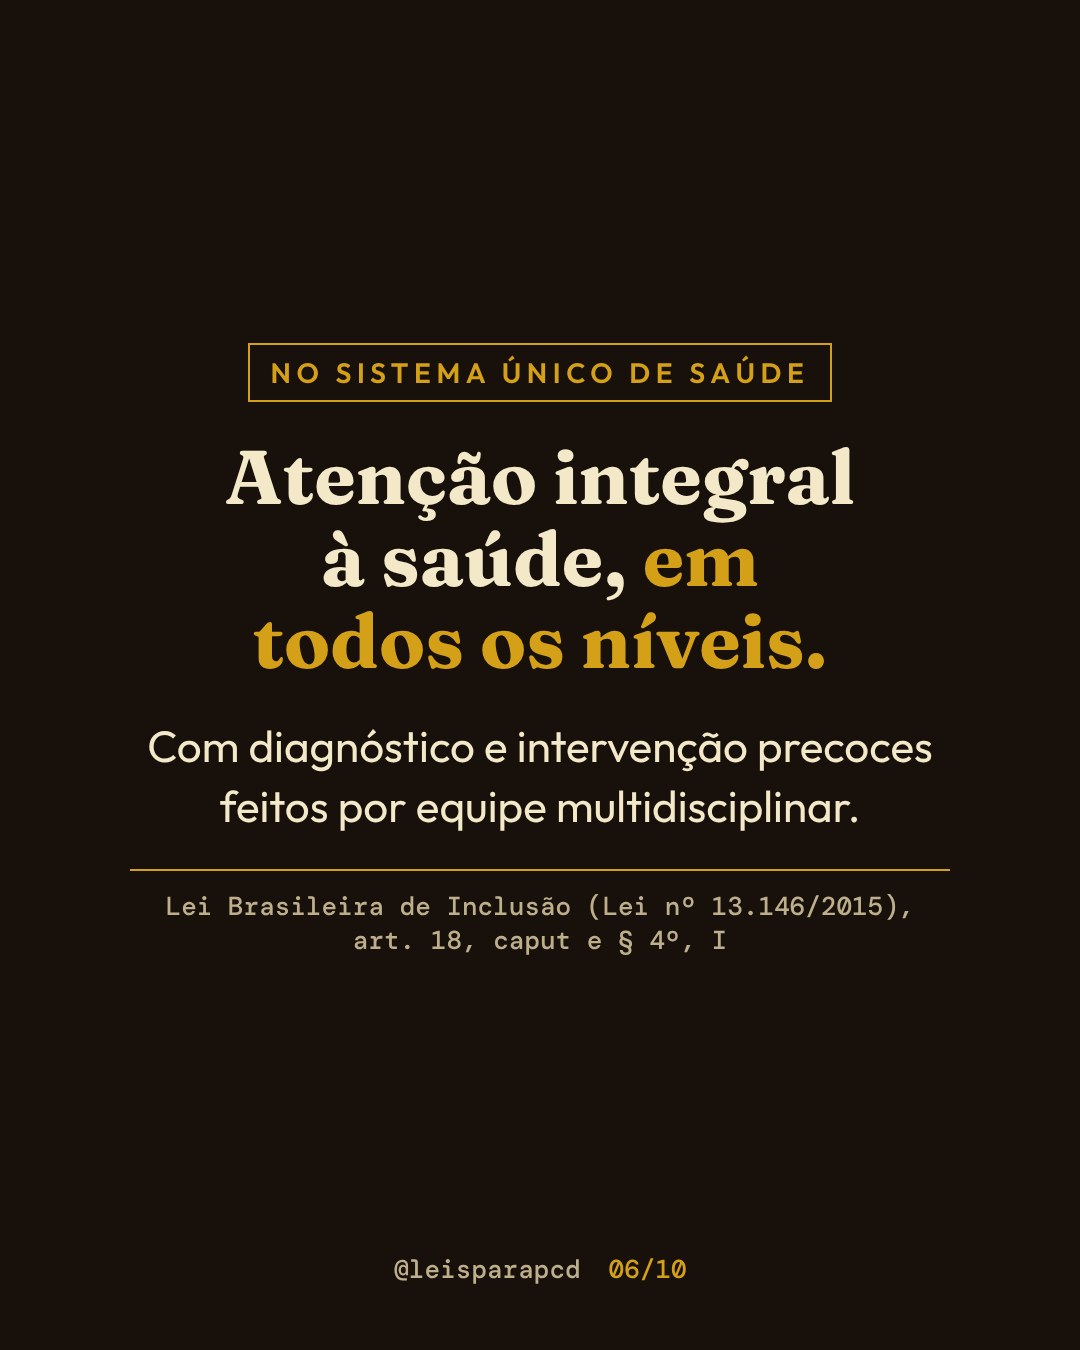 NO SISTEMA ÚNICO DE SAÚDE
Atenção integral
à saúde, em
todos os níveis.
Com diagnóstico e intervenção precoces
feitos por equipe multidisciplinar.
Lei Brasileira de Inclusão (Lei nº 13.146/2015),
art. 18, caput e § 4º, I
@leisparapcd 06/10